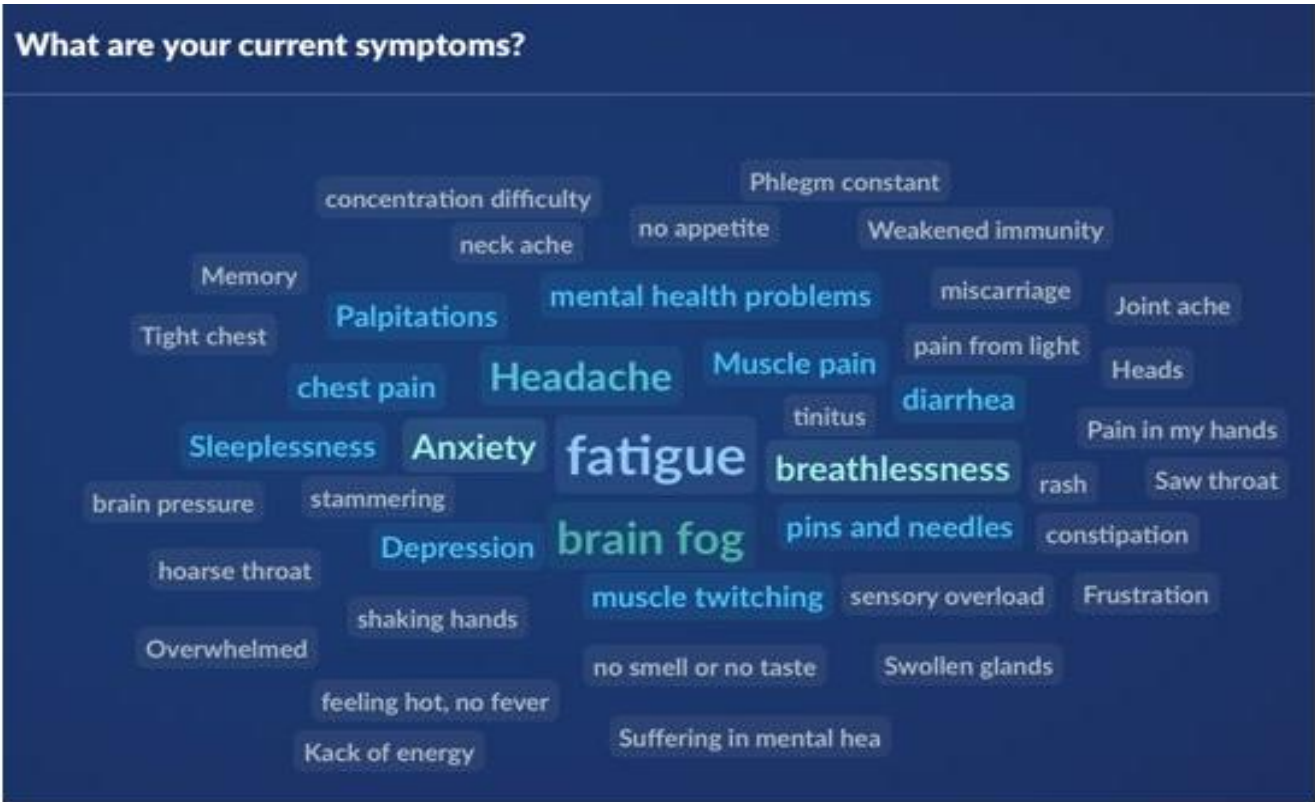 What are your current symptoms?
Phlegm constant
concentration difficulty
no appetite
Weakened immunity
neck ache
Memory
mental health problems
miscarriage
Joint ache
Palpitations
Tight chest
pain from light
Muscle pain
Heads
Headache
chest pain
diarrhea
tinitus
Pain in my hands
Sleeplessness
Anxiety
fatigue
breathlessness
rash
Saw throat
brain pressure
stammering
pins and needles
constipation
Depression
brain fog
hoarse throat
muscle twitching
sensory overload
Frustration
shaking hands
Overwhelmed
no smell or no taste
Swollen glands
feeling hot, no fever
Suffering in mental hea
Kack of energy